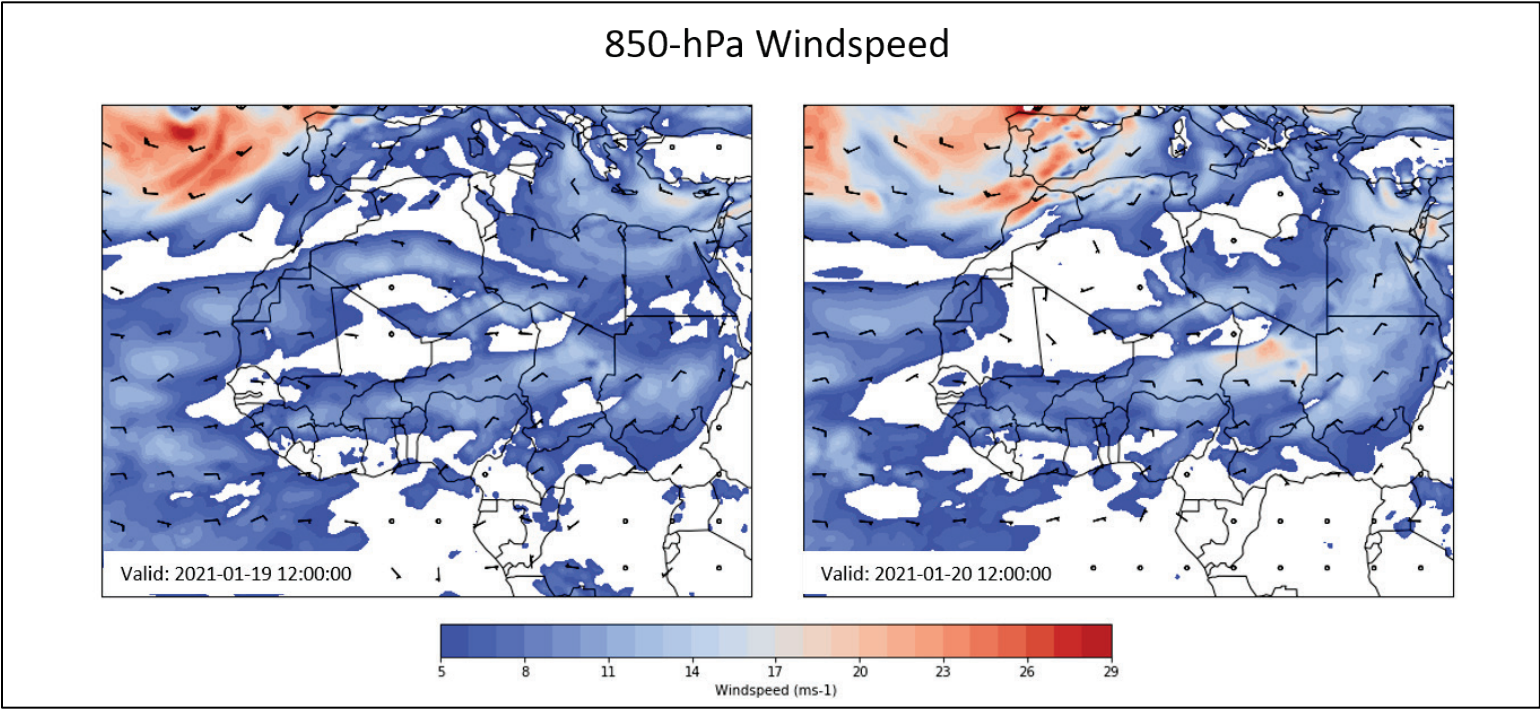 850-hPa Windspeed
Valid: 2021-01-19 12:00:00
Valid: 2021-01-20 12:00:00
5 8 11 14 17 20 23 26 29
Windspeed (ms-1)